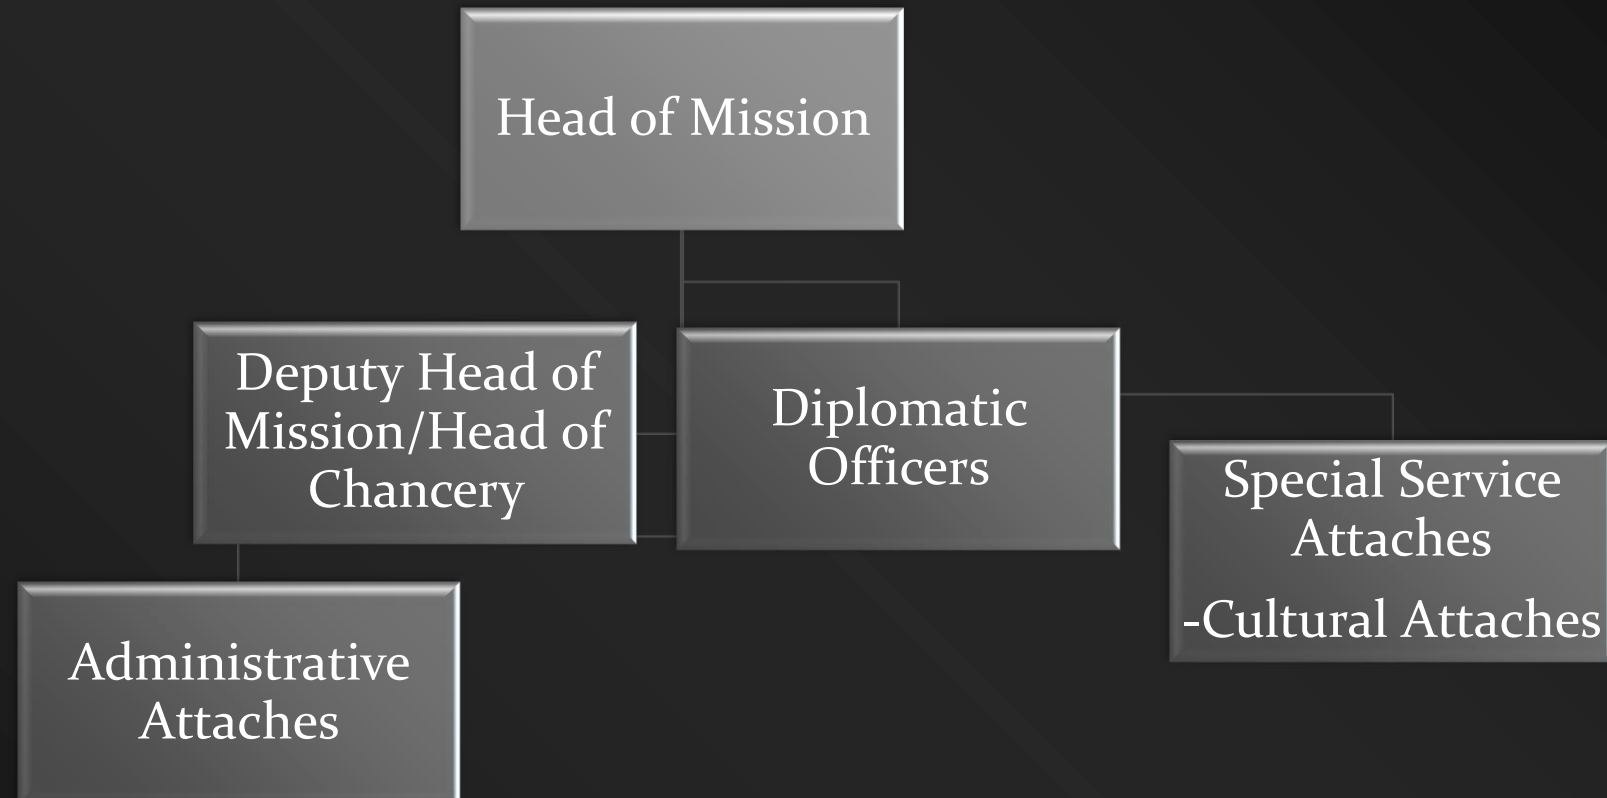 Head of Mission
Deputy Head of
Mission/Head of
Chancery
Diplomatic
Officers
Special Service
Attaches
-Cultural Attaches
Administrative
Attaches